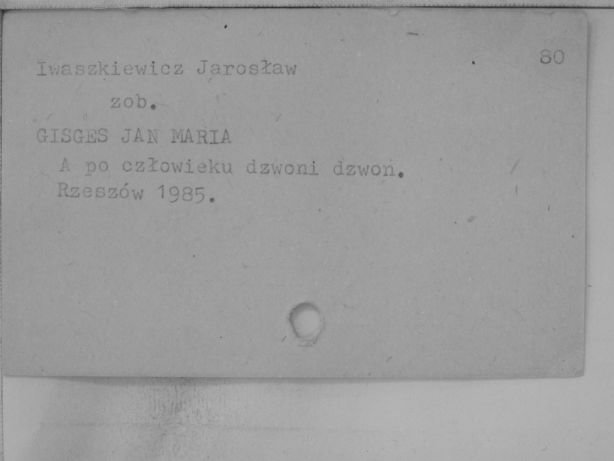 80
Iwaszkiewicz Jarosław
zob.
GISGES JAN MARIA
A po człowieku dzwoni dzwon.
Rzeszów 1985.